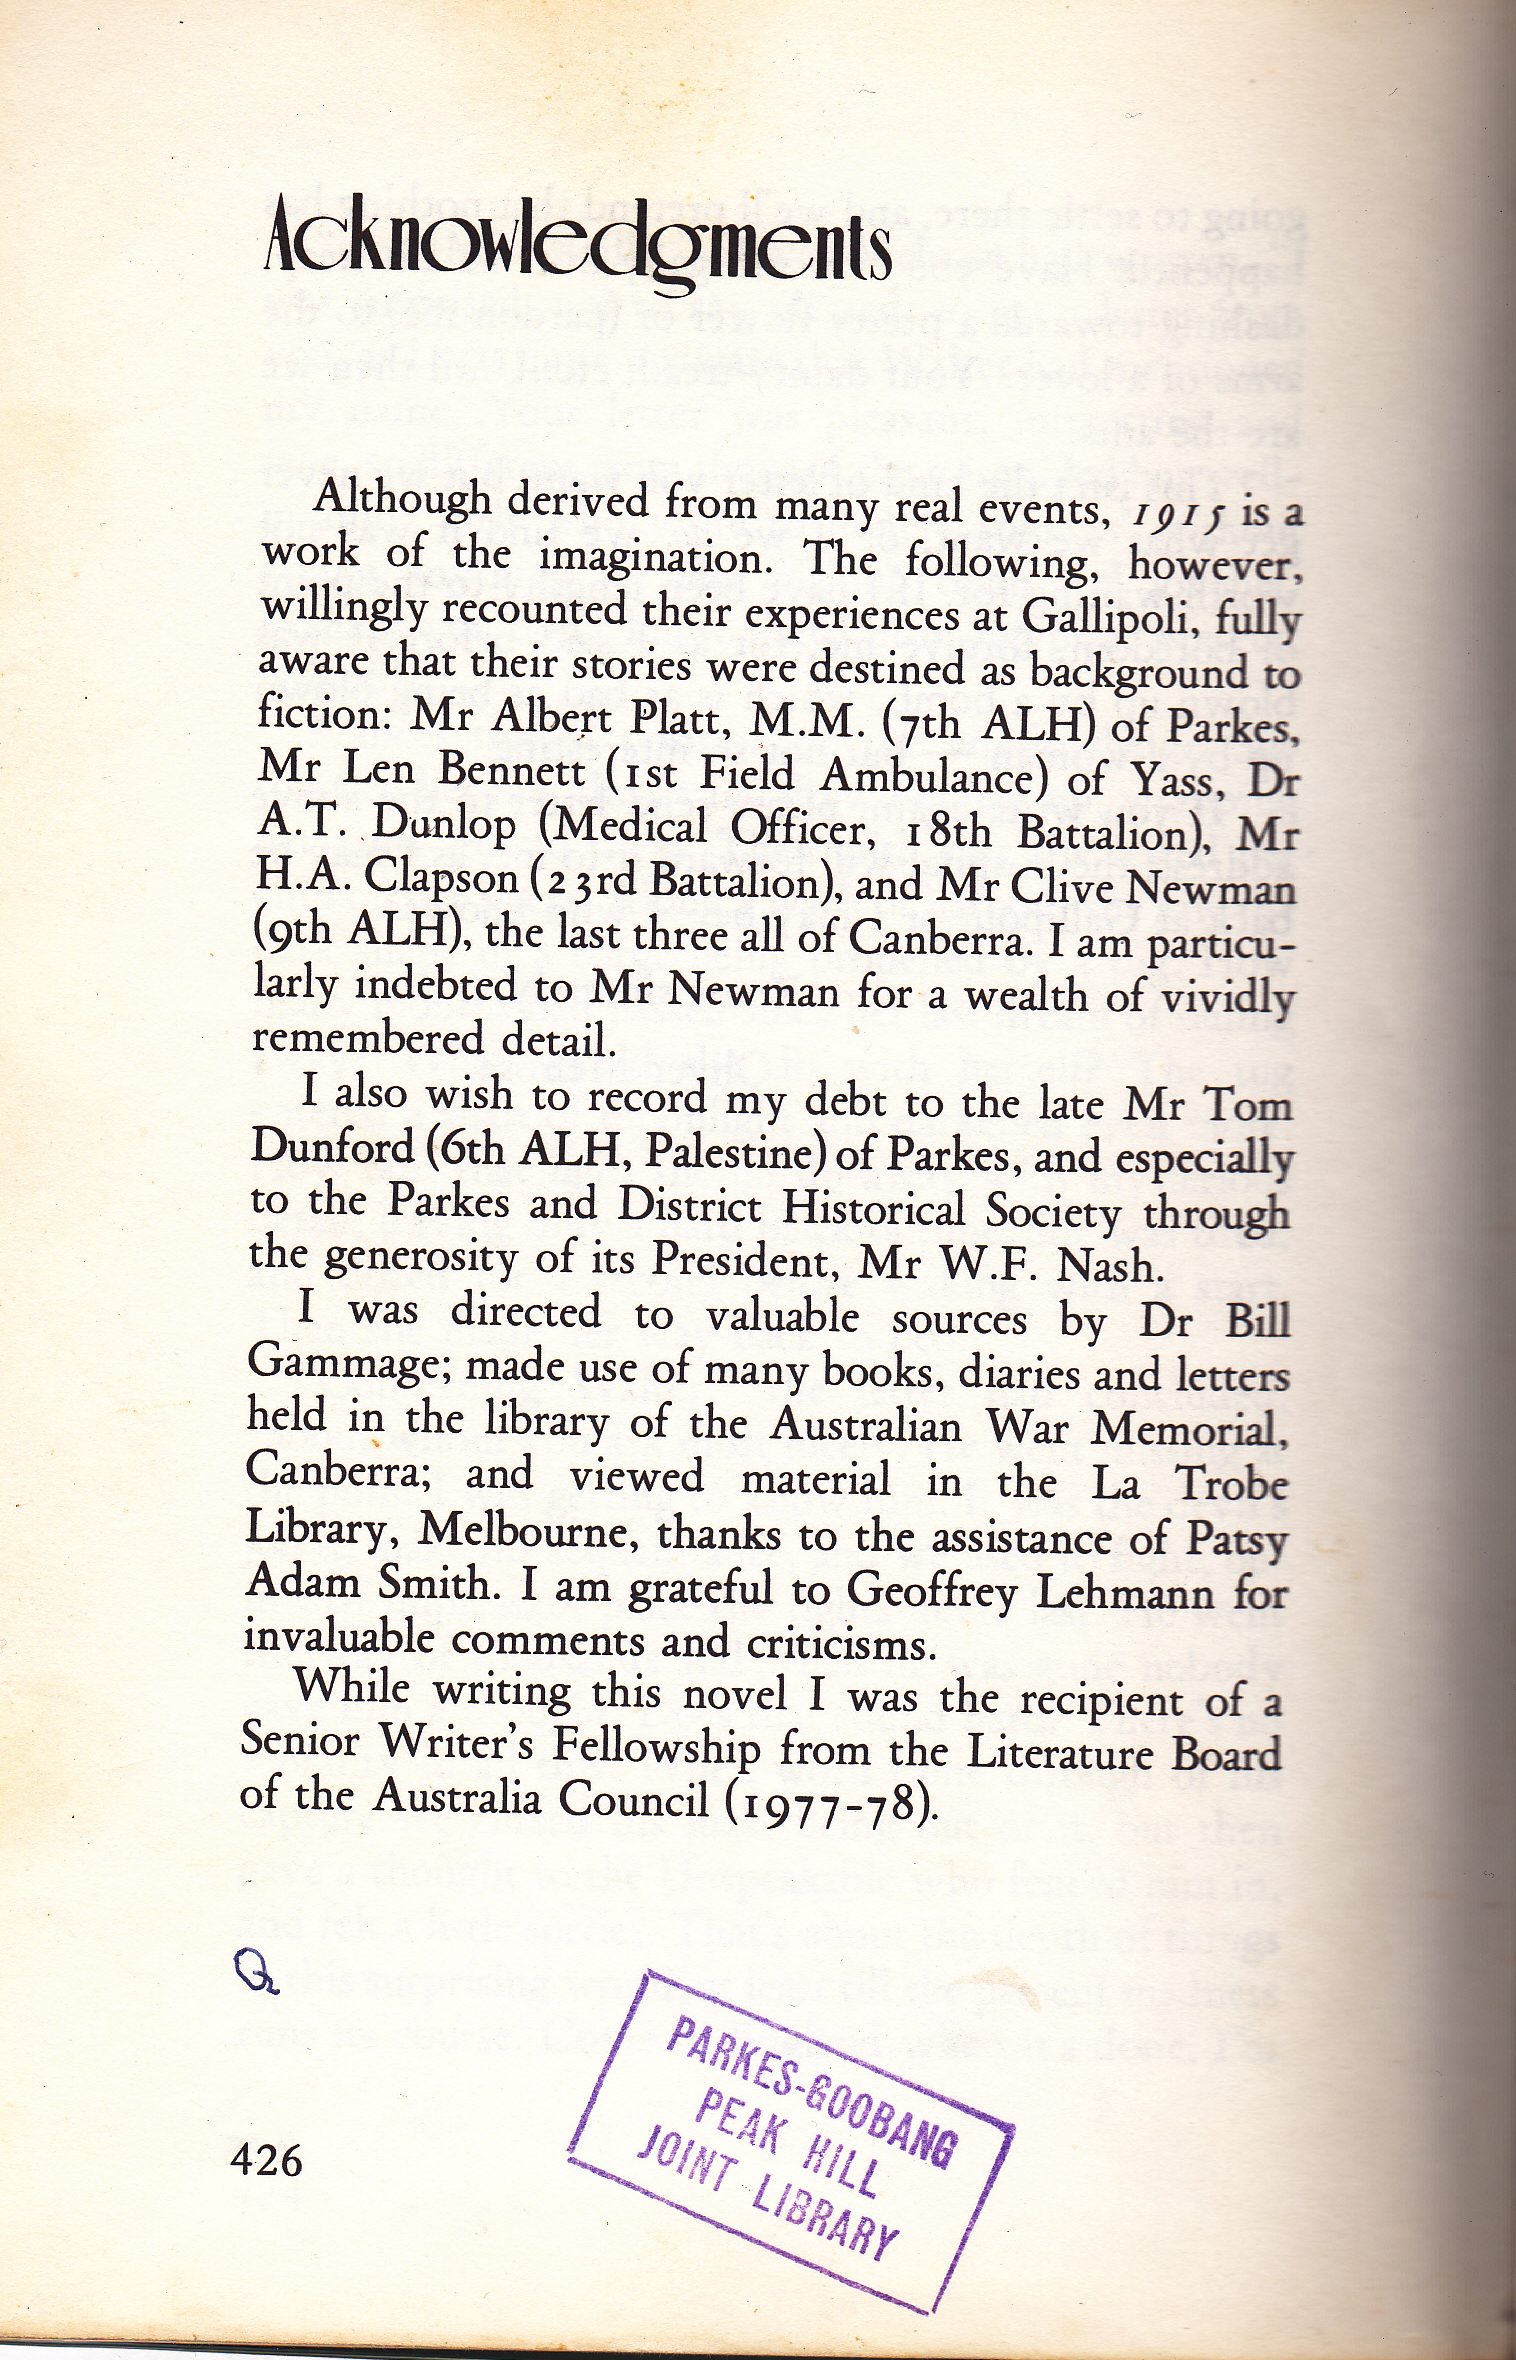 Acknowledgments
Although derived from many real events, 1915 is a
work of the imagination. The following, however,
willingly recounted their experiences at Gallipoli, fully
aware that their stories were destined as background to
fiction: Mr Albert Platt, M.M. (7th ALH) of Parkes,
Mr Len Bennett (1st Field Ambulance) of Yass, Dr
A.T. Dunlop (Medical Officer, 18th Battalion), Mr
H.A. Clapson (23rd Battalion), and Mr Clive Newman
(9th ALH), the last three all of Canberra. I am particu-
larly indebted to Mr Newman for a wealth of vividly
remembered detail.
I also wish to record my debt to the late Mr Tom
Dunford (6th ALH, Palestine) of Parkes, and especially
to the Parkes and District Historical Society through
the generosity of its President, Mr W.F. Nash.
I was directed to valuable sources by Dr Bill
Gammage; made use of many books, diaries and letters
held in the library of the Australian War Memorial,
Canberra; and viewed material in the La Trobe
Library, Melbourne, thanks to the assistance of Patsy
Adam Smith. I am grateful to Geoffrey Lehmann for
invaluable comments and criticisms.
While writing this novel I was the recipient of a
Senior Writer's Fellowship from the Literature Board
of the Australia Council (1977-78).
PARKES-GOOBANG
PEAK HILL
JOINT LIBRARY
426